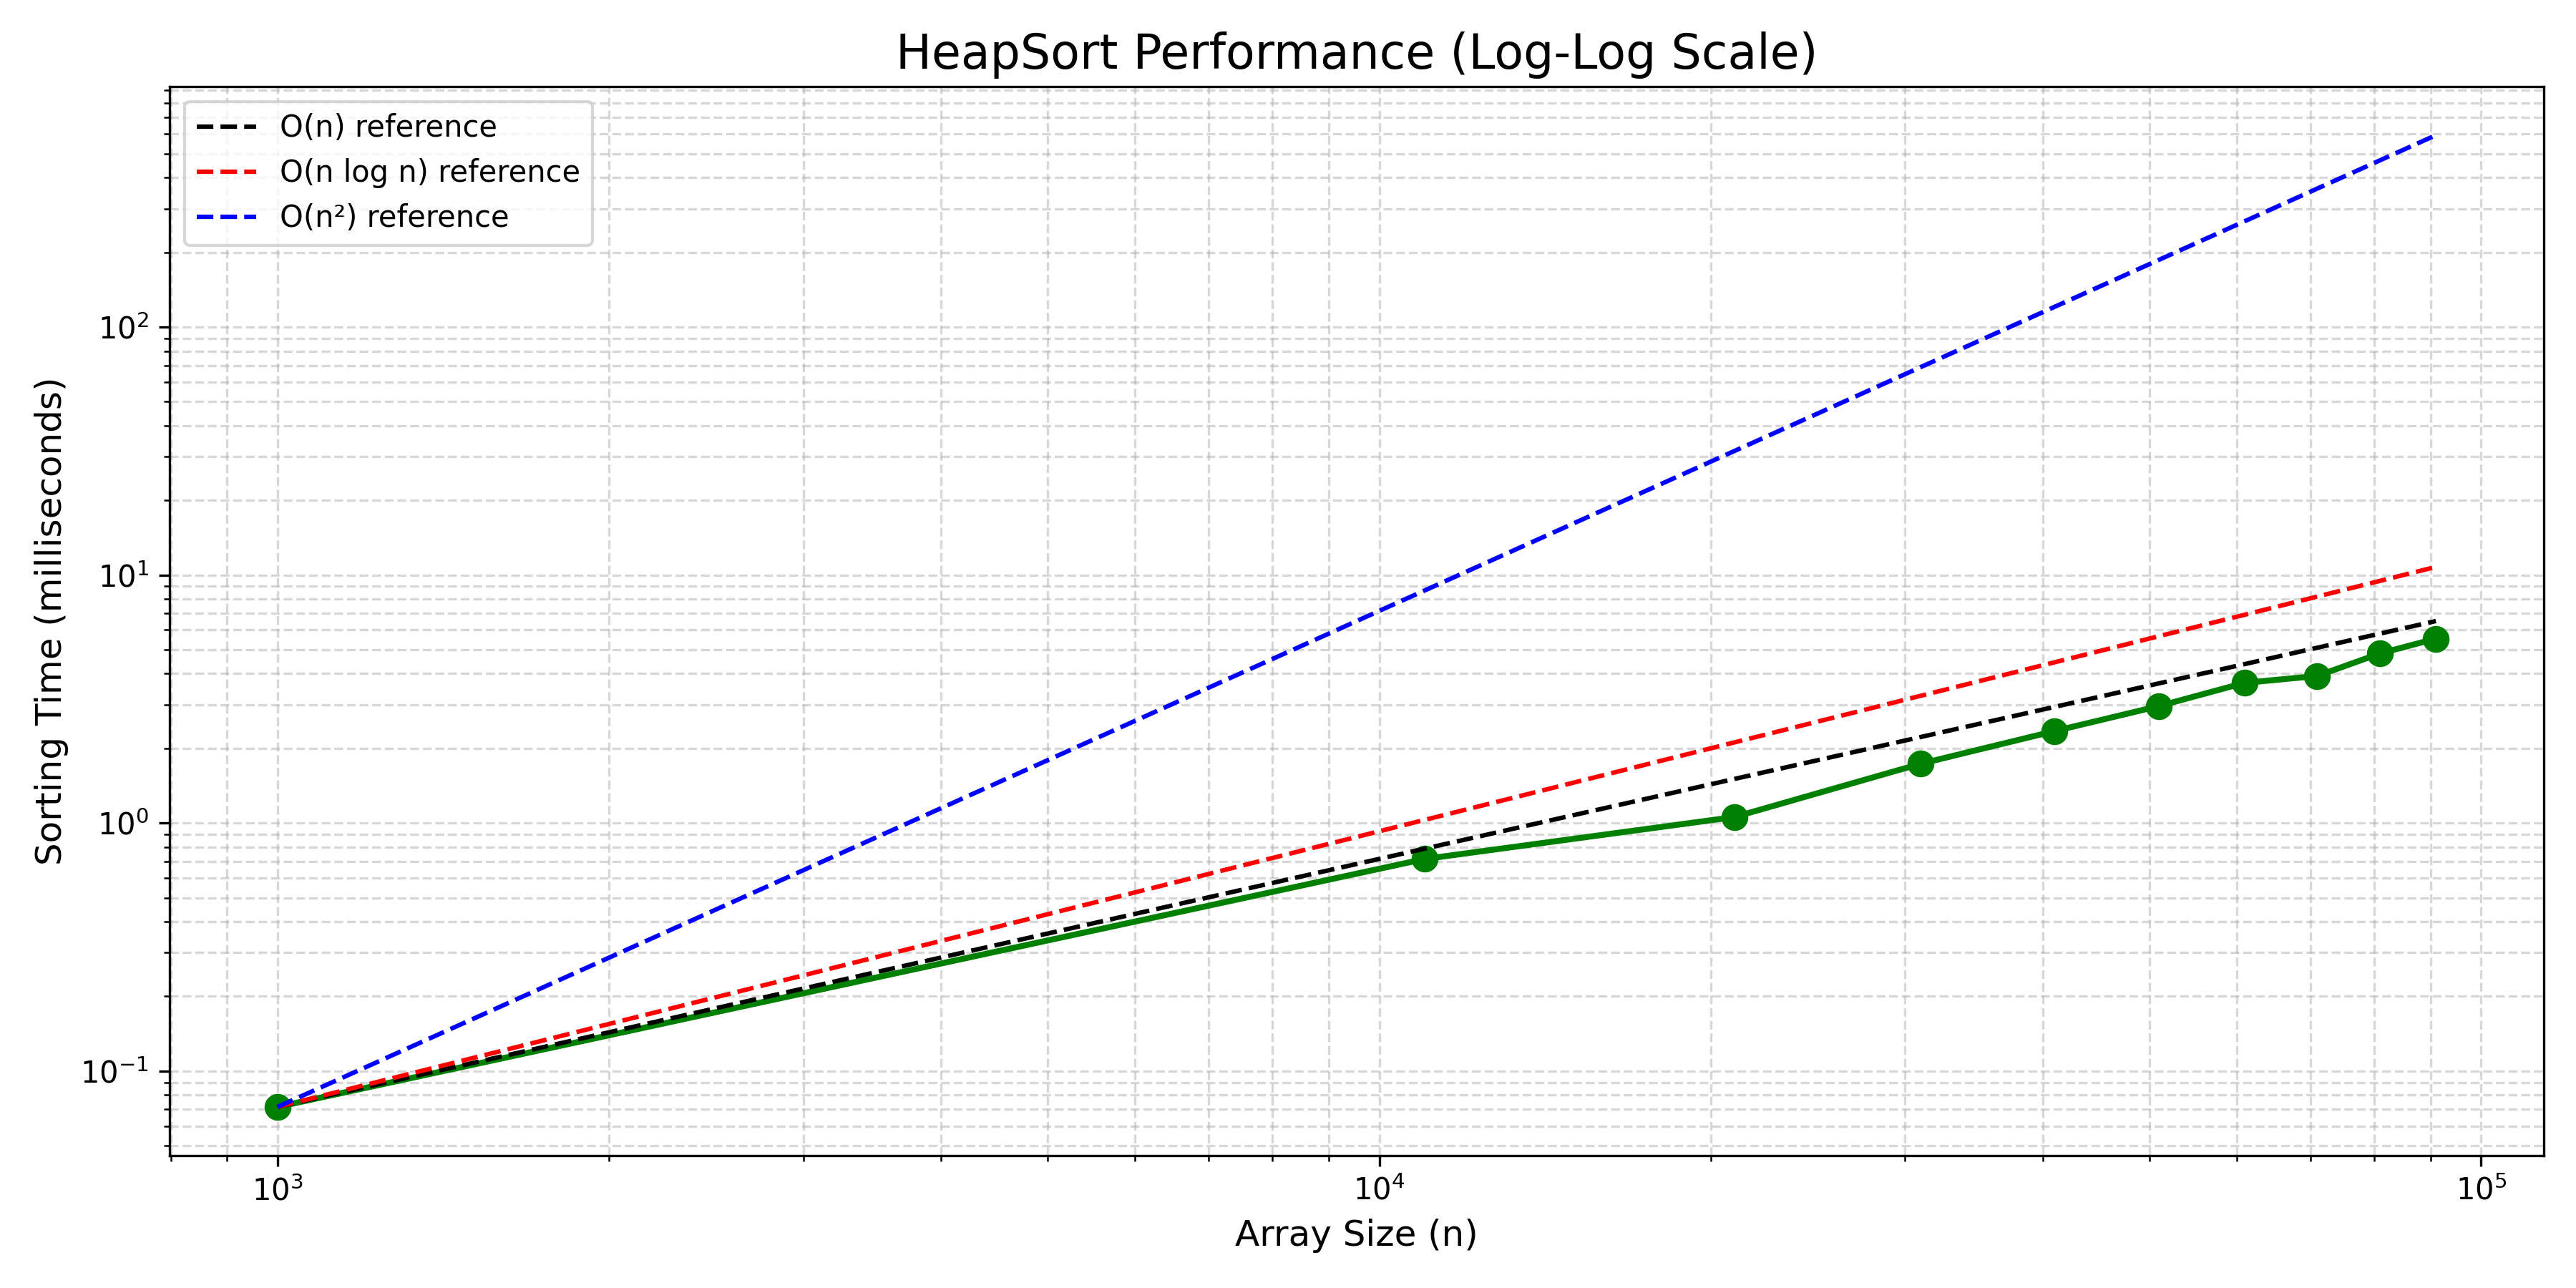 HeapSort Performance (Log-Log Scale)
O(n) reference
O(n log n) reference
O(n²) reference
Sorting Time (milliseconds)
10²
10¹
10⁰
10⁻¹
10³ 10⁴ 10⁵
Array Size (n)